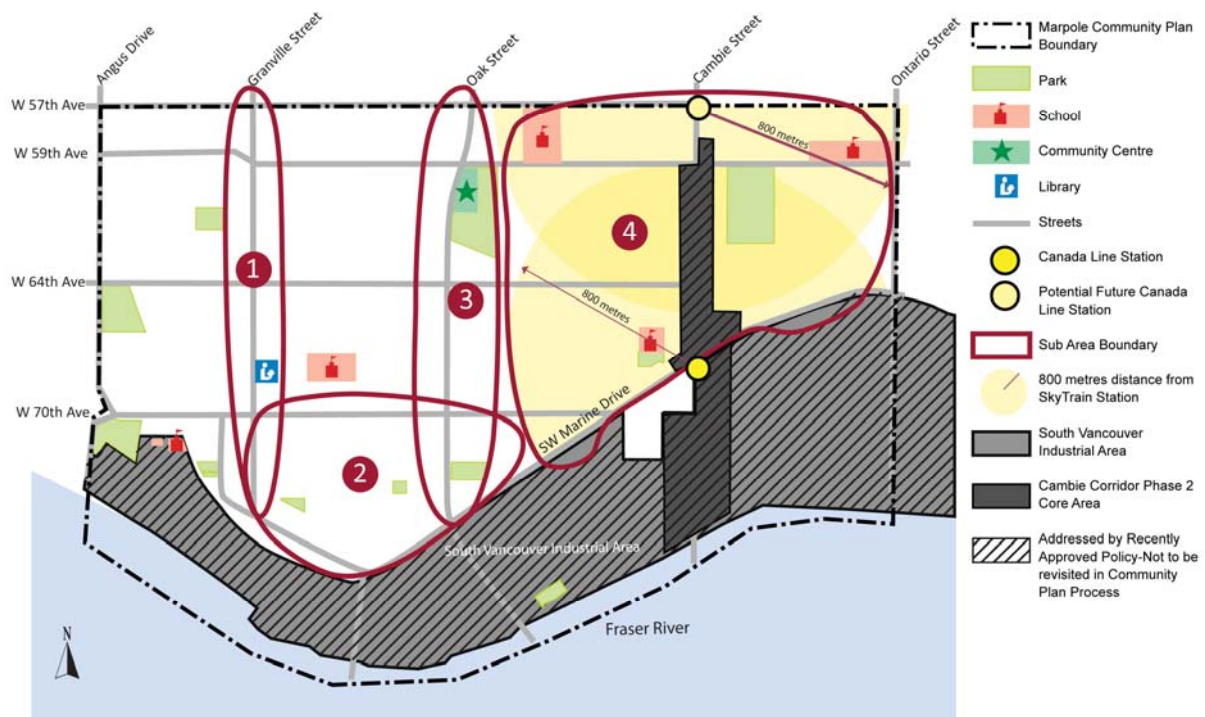 Angus Drive
Granville Street
Oak Street
Cambie Street
Ontario Street
W 57th Ave
W 59th Ave
W 64th Ave
W 70th Ave
800 metres
800 metres
1
2
3
4
SW Marine Drive
South Vancouver Industrial Area
Fraser River
N
Marpole Community Plan
Boundary
Park
School
Community Centre
Library
Streets
Canada Line Station
Potential Future Canada
Line Station
Sub Area Boundary
800 metres distance from
SkyTrain Station
South Vancouver
Industrial Area
Cambie Corridor Phase 2
Core Area
Addressed by Recently
Approved Policy-Not to be
revisited in Community
Plan Process